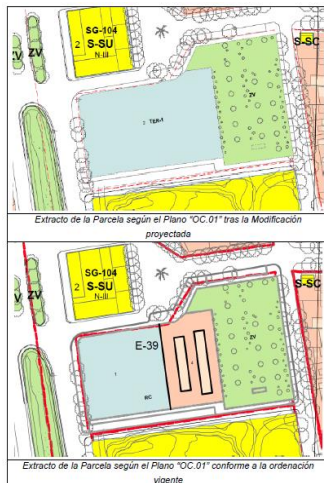 SG-104
2 S-SU
N-III
ZV
ZV
S-SC
2 TER-1
Extracto de la Parcela según el Plano "OC.01" tras la Modificación
proyectada
SG-104
2 S-SU
N-III
ZV
V
S-SC
E-39
ZV
Extracto de la Parcela según el Plano "OC.01" conforme a la ordenación
vigente